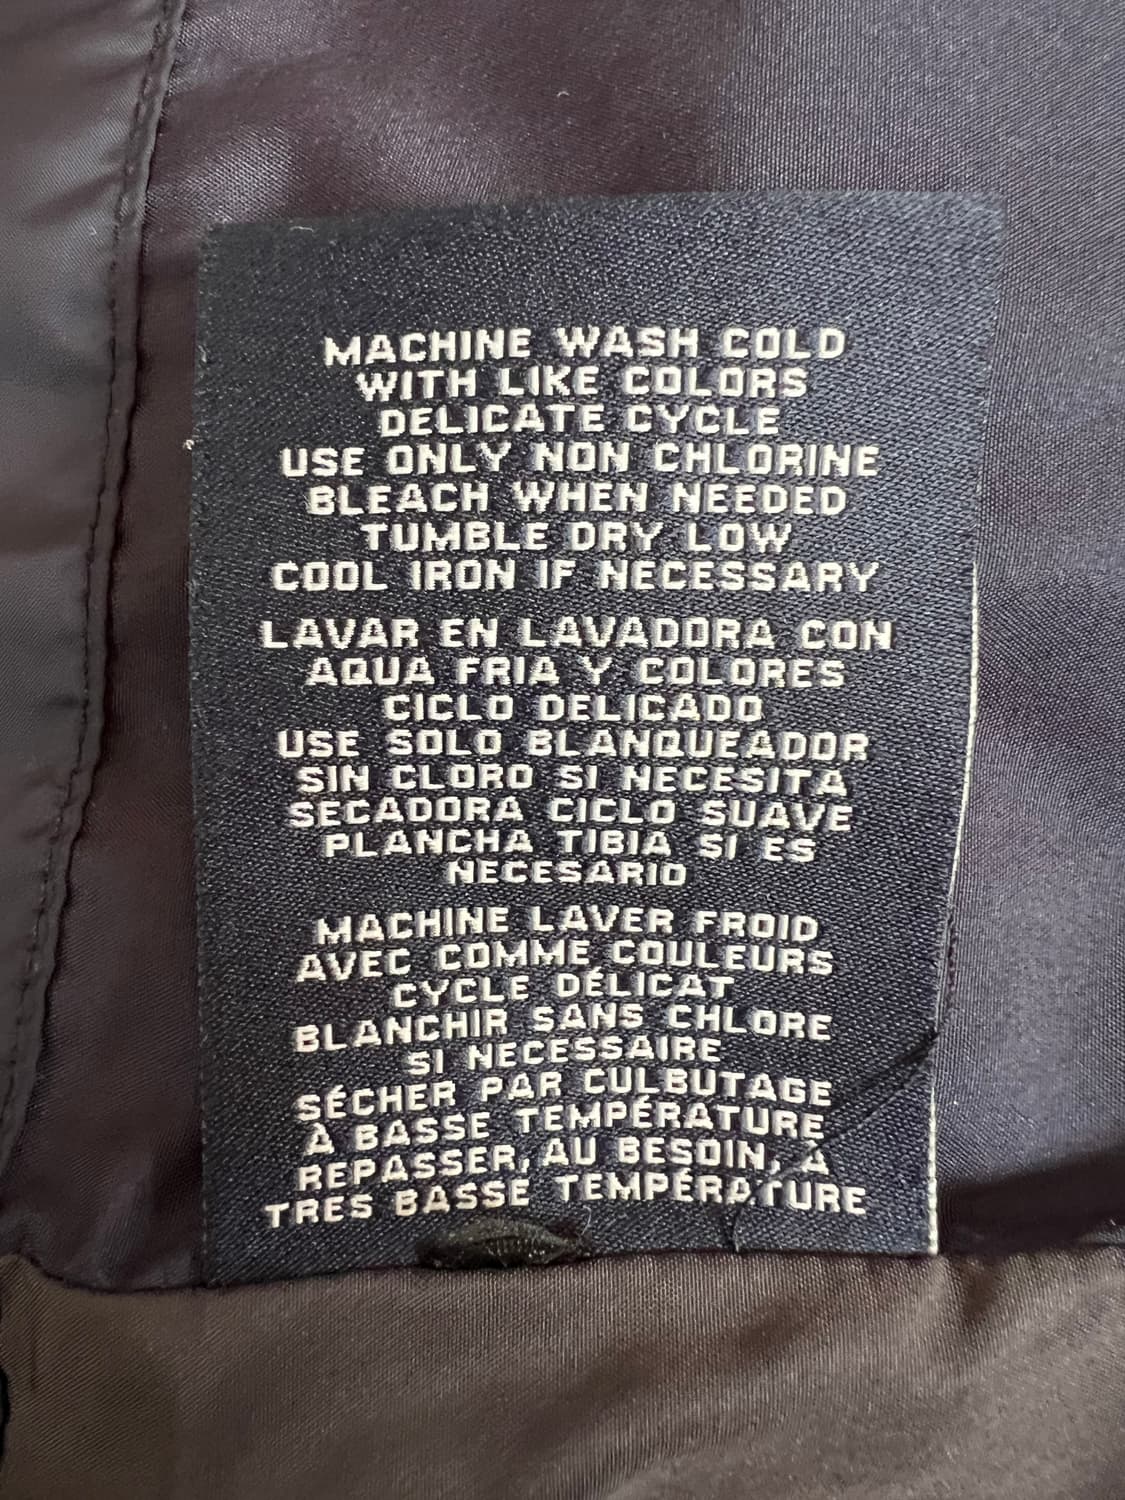 MACHINE WASH COLD
WITH LIKE COLORS
DELICATE CYCLE
USE ONLY NON CHLORINE
BLEACH WHEN NEEDED
TUMBLE DRY LOW
COOL IRON IF NECESSARY
LAVAR EN LAVADORA CON
AQUA FRIA Y COLORES
CICLO DELICADO
USE SOLO BLANQUEADOR
SIN CLORO SI NECESITA
SECADORA CICLO SUAVE
PLANCHA TIBIA SI ES
NECESARIO
MACHINE LAVER FROID
AVEC COMME COULEURS
CYCLE DÉLICAT
BLANCHIR SANS CHLORE
SI NECESSAIRE
SÉCHER PAR CULBUTAGE
À BASSE TEMPÉRATURE
REPASSER, AU BESOIN, À
TRES BASSE TEMPÉRATURE